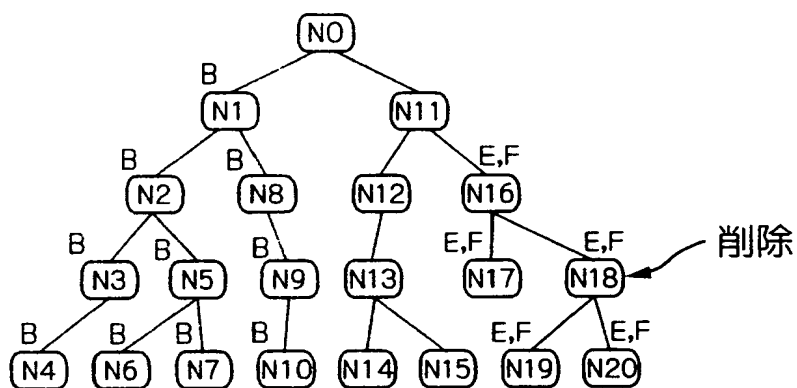 N0
B
N1 N11
B B E,F
N2 N8 N12 N16
B B B E,F E,F 削除
N3 N5 N9 N13 N17 N18
B B B B E,F E,F
N4 N6 N7 N10 N14 N15 N19 N20